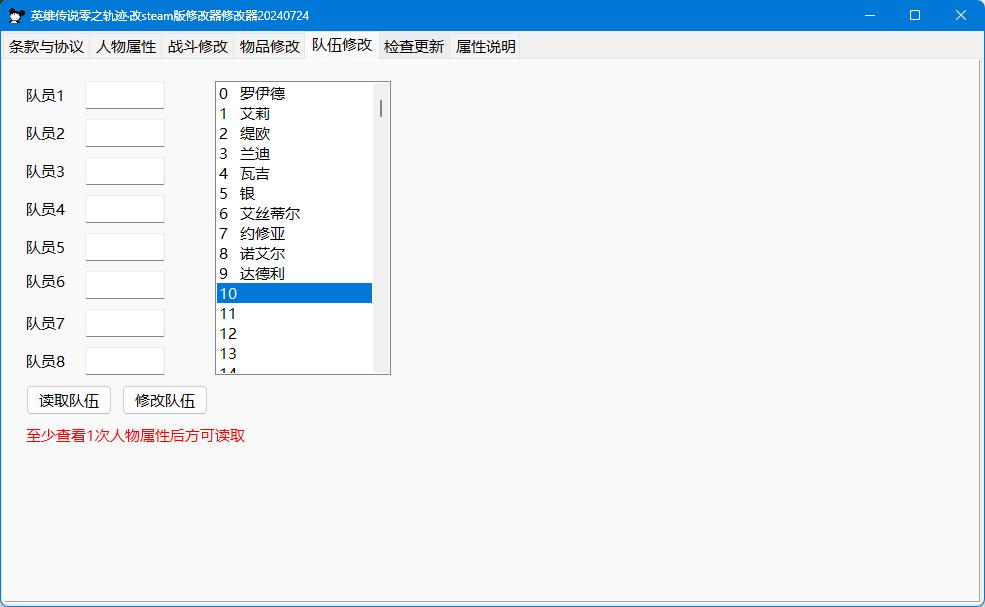 英雄传说零之轨迹·改steam版修改器修改器20240724
条款与协议 人物属性 战斗修改 物品修改 队伍修改 检查更新 属性说明
队员1
队员2
队员3
队员4
队员5
队员6
队员7
队员8
0 罗伊德
1 艾莉
2 缇欧
3 兰迪
4 瓦吉
5 银
6 艾丝蒂尔
7 约修亚
8 诺艾尔
9 达德利
10
11
12
13
14
读取队伍 修改队伍
至少查看1次人物属性后方可读取